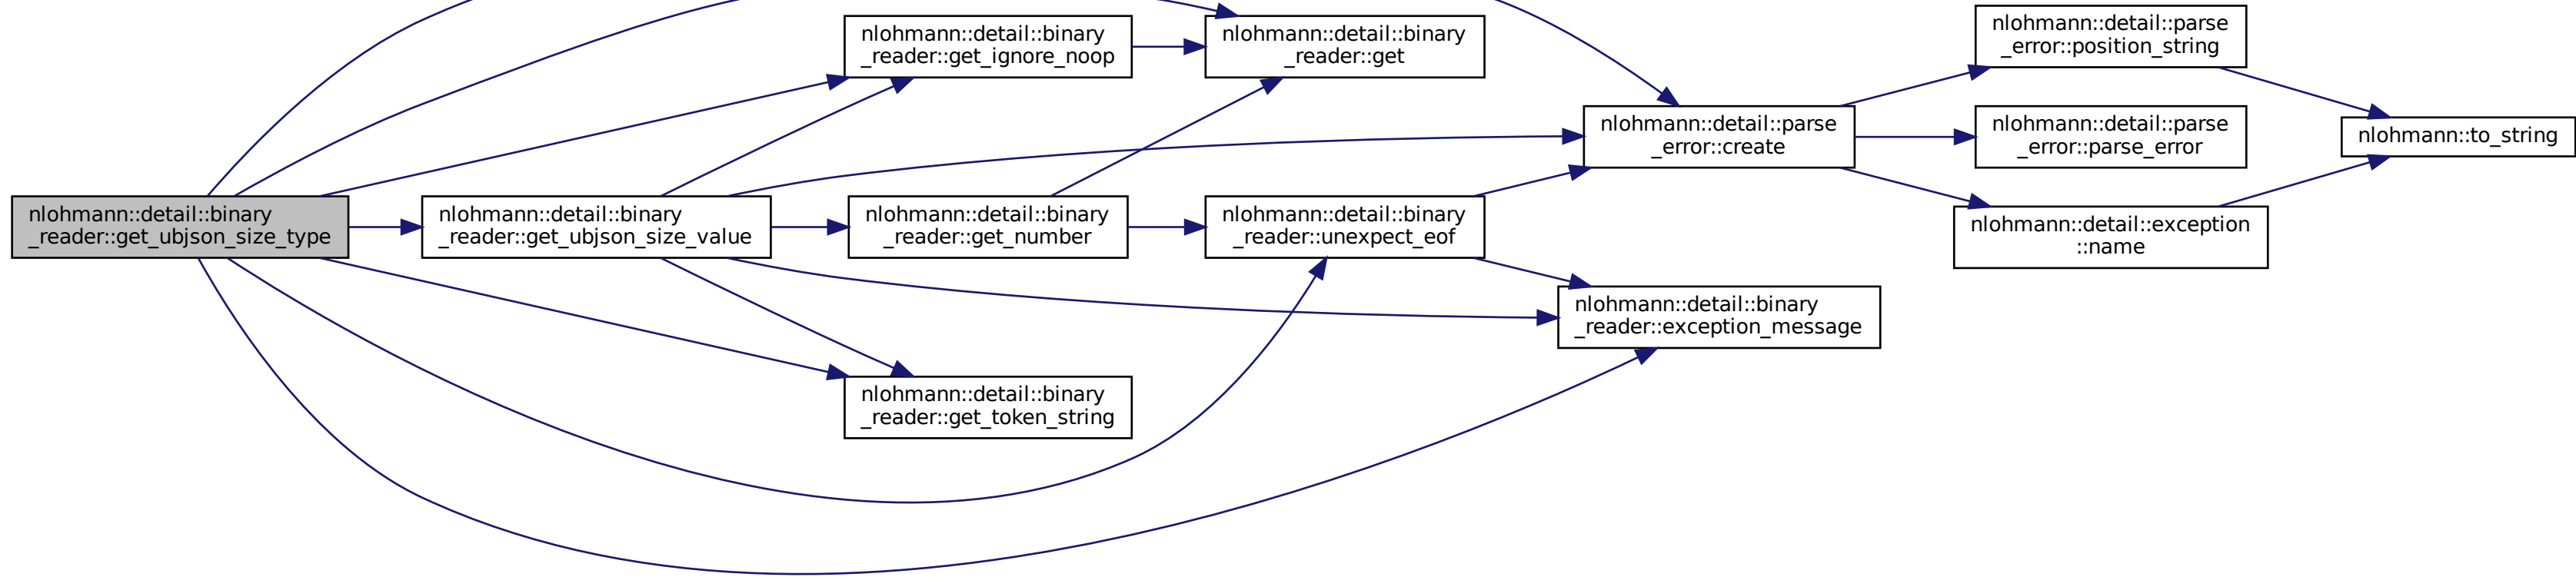 nlohmann::detail::binary
_reader::get_ubjson_size_type
nlohmann::detail::binary
_reader::get_ubjson_size_value
nlohmann::detail::binary
_reader::get_ignore_noop
nlohmann::detail::binary
_reader::get_number
nlohmann::detail::binary
_reader::get_token_string
nlohmann::detail::binary
_reader::get
nlohmann::detail::binary
_reader::unexpect_eof
nlohmann::detail::parse
_error::create
nlohmann::detail::binary
_reader::exception_message
nlohmann::detail::parse
_error::position_string
nlohmann::detail::parse
_error::parse_error
nlohmann::detail::exception
::name
nlohmann::to_string